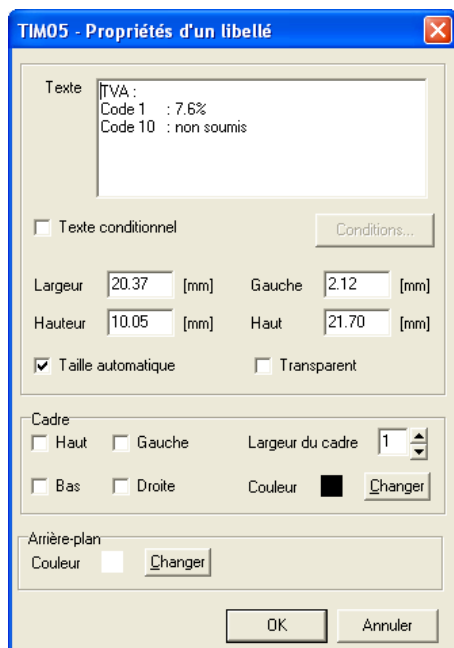 TIM05 - Propriétés d'un libellé
Texte
TVA :
Code 1 : 7.6%
Code 10 : non soumis
Texte conditionnel
Conditions...
Largeur 20.37 [mm] Gauche 2.12 [mm]
Hauteur 10.05 [mm] Haut 21.70 [mm]
Taille automatique Transparent
Cadre
Haut Gauche Largeur du cadre 1
Bas Droite Couleur Changer
Arrière-plan
Couleur Changer
OK Annuler